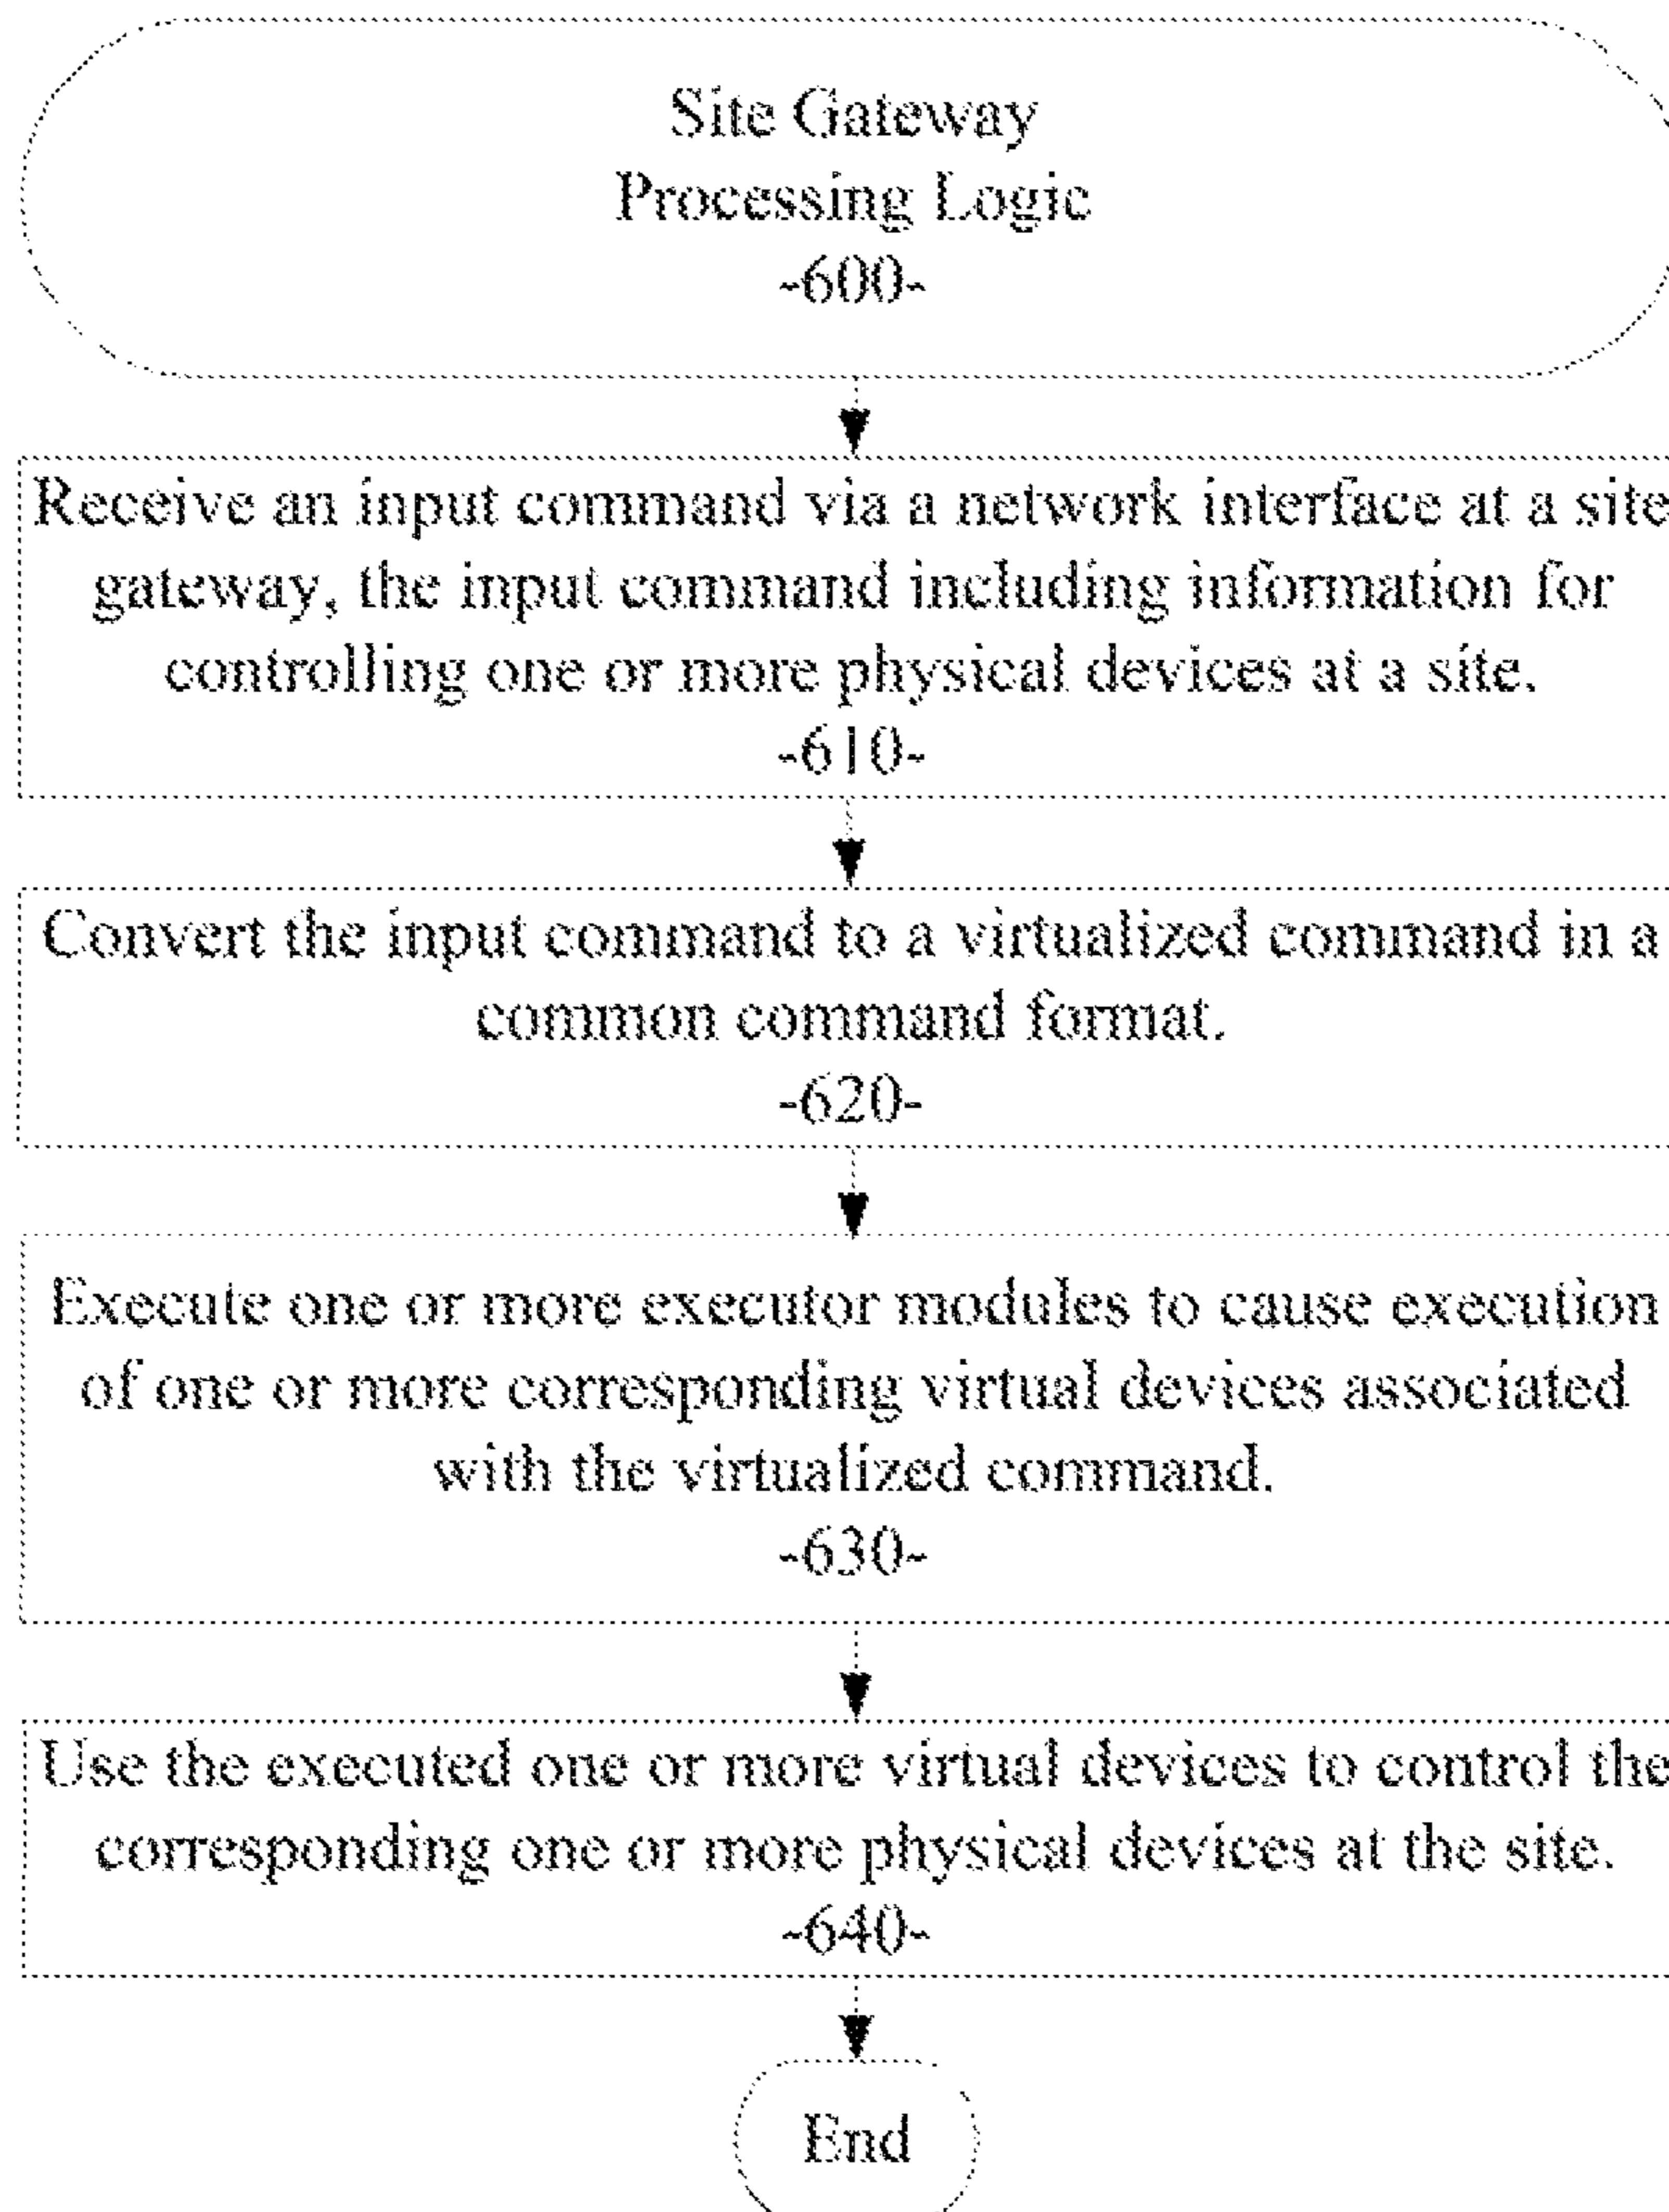 Site Gateway
Processing Logic
-600-
Receive an input command via a network interface at a site
gateway, the input command including information for
controlling one or more physical devices at a site.
-610-
Convert the input command to a virtualized command in a
common command format.
-620-
Execute one or more executor modules to cause execution
of one or more corresponding virtual devices associated
with the virtualized command.
-630-
Use the executed one or more virtual devices to control the
corresponding one or more physical devices at the site.
-640-
End